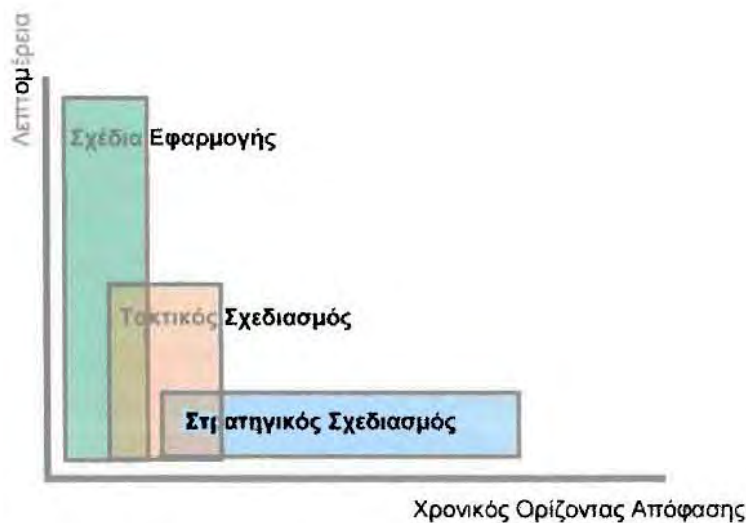 Λεπτομέρεια
Σχέδια Εφαρμογής
Τακτικός Σχεδιασμός
Στρατηγικός Σχεδιασμός
Χρονικός Ορίζοντας Απόφασης